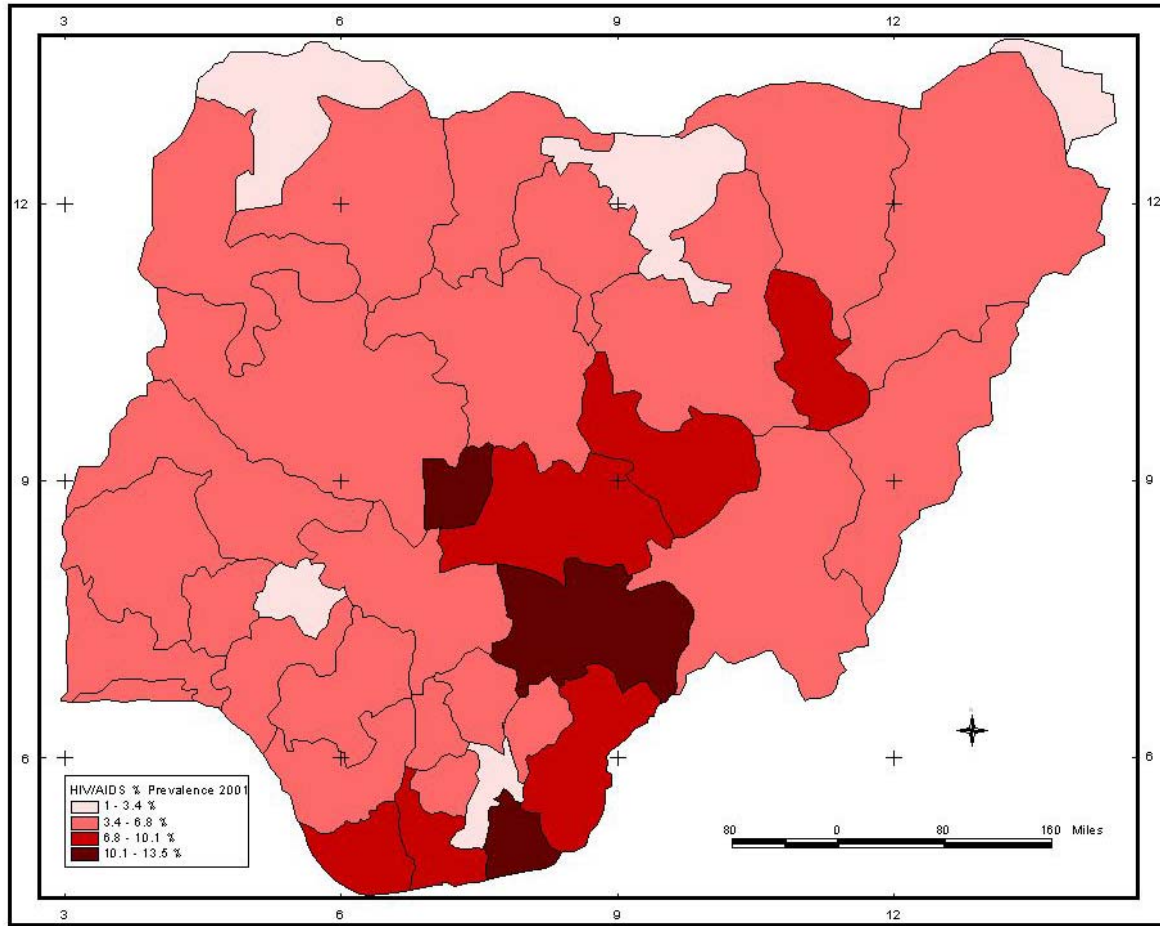 3 6 9 12
12 12
9 9
6 6
HIV/AIDS % Prevalence 2001
1 - 3.4 %
3.4 - 6.8 %
6.8 - 10.1 %
10.1 - 13.5 %
80 0 80 160 Miles
3 6 9 12